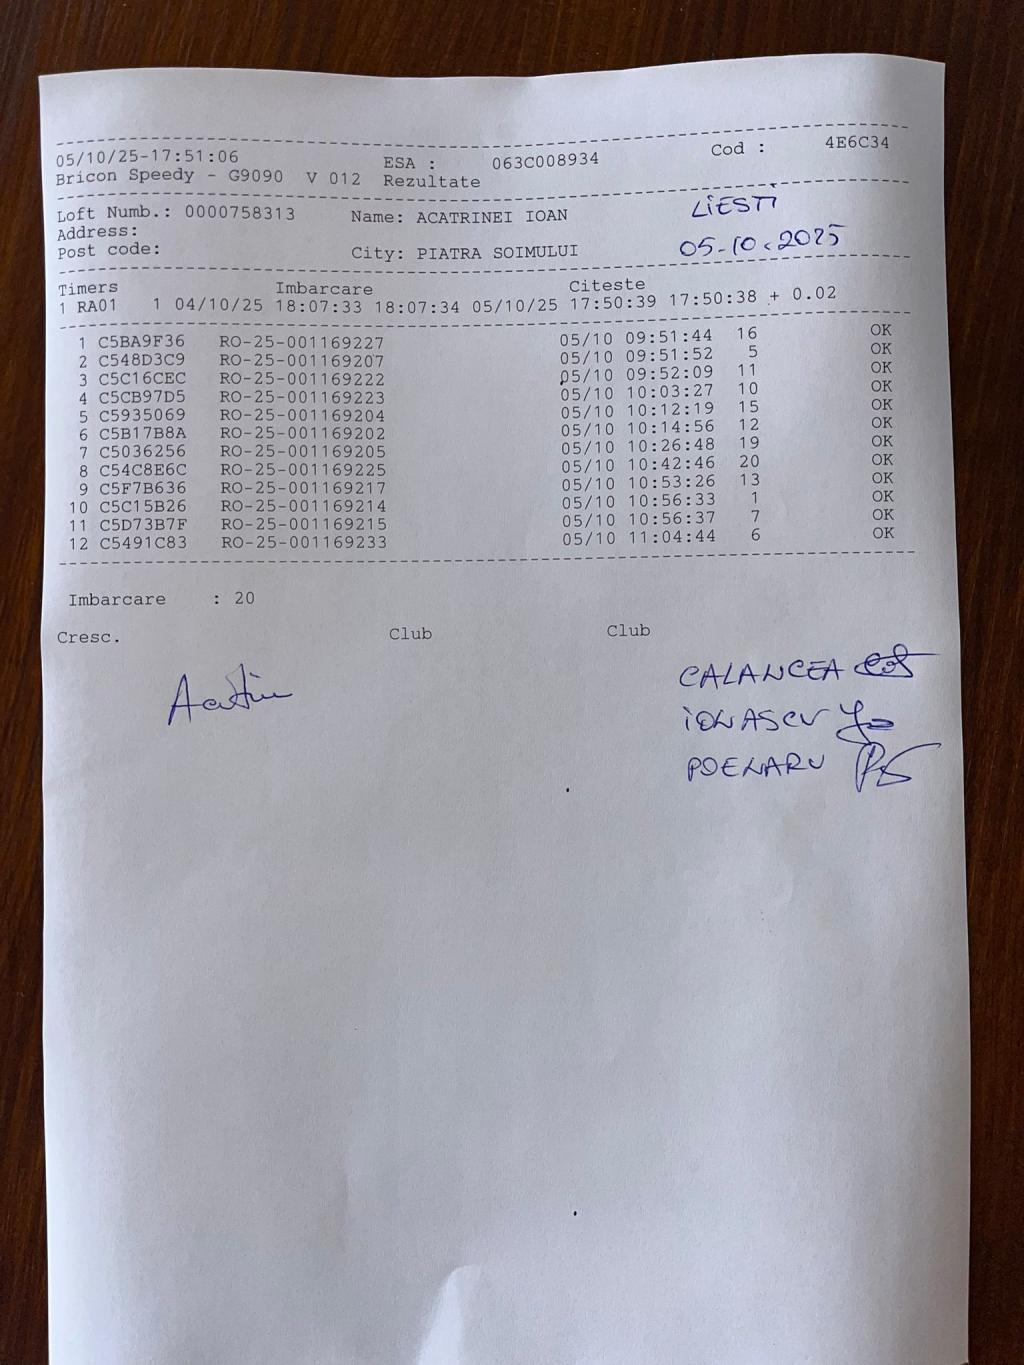 05/10/25-17:51:06 ESA : 063C008934 Cod : 4E6C34
Bricon Speedy - G9090 V 012 Rezultate
Loft Numb.: 0000758313 Name: ACATRINEI IOAN LIESTI
Address:
Post code: City: PIATRA SOIMULUI 05-10.2025
Timers Imbarcare Citeste
1 RA01 1 04/10/25 18:07:33 18:07:34 05/10/25 17:50:39 17:50:38 + 0.02
1 C5BA9F36 RO-25-001169227 05/10 09:51:44 16 OK
2 C548D3C9 RO-25-001169207 05/10 09:51:52 5 OK
3 C5C16CEC RO-25-001169222 05/10 09:52:09 11 OK
4 C5CB97D5 RO-25-001169223 05/10 10:03:27 10 OK
5 C5935069 RO-25-001169204 05/10 10:12:19 15 OK
6 C5B17B8A RO-25-001169202 05/10 10:14:56 12 OK
7 C5036256 RO-25-001169205 05/10 10:26:48 19 OK
8 C54C8E6C RO-25-001169225 05/10 10:42:46 20 OK
9 C5F7B636 RO-25-001169217 05/10 10:53:26 13 OK
10 C5C15B26 RO-25-001169214 05/10 10:56:33 1 OK
11 C5D73B7F RO-25-001169215 05/10 10:56:37 7 OK
12 C5491C83 RO-25-001169233 05/10 11:04:44 6 OK
Imbarcare : 20
Cresc. Club Club
CALANCEA
IONASCU
POENARU